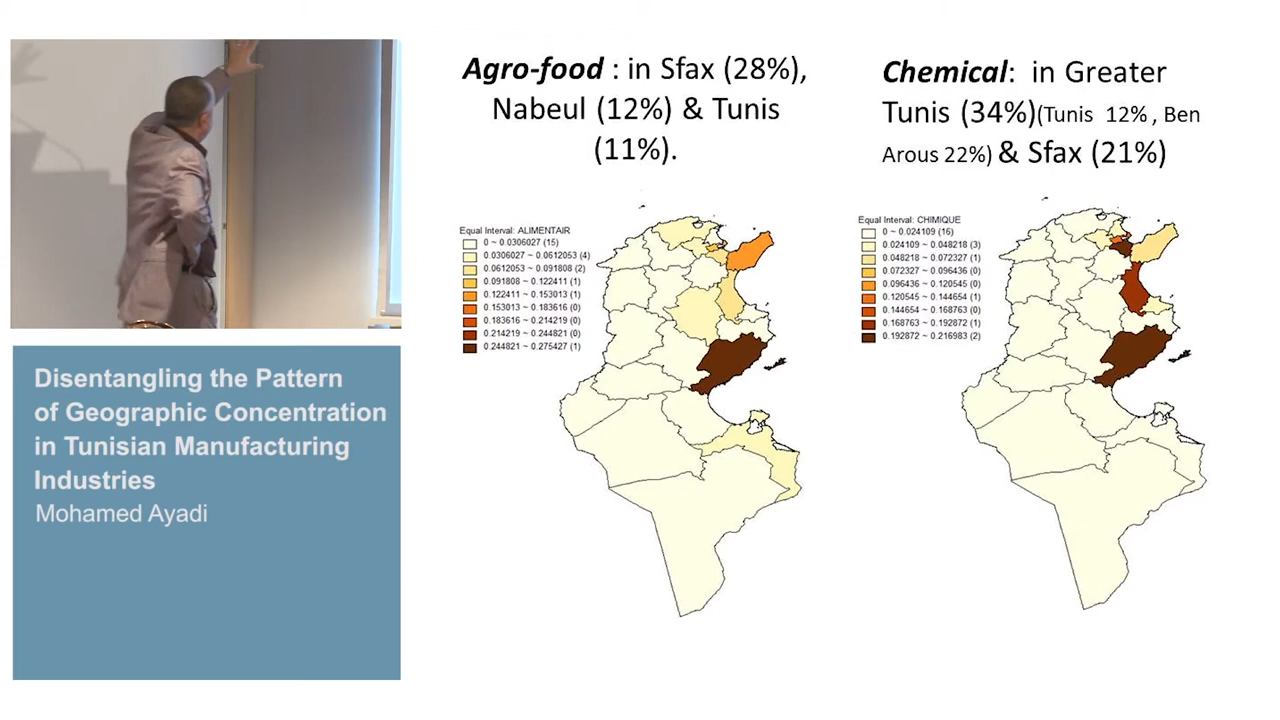 Agro-food : in Sfax (28%),
Nabeul (12%) & Tunis
(11%).
Chemical: in Greater
Tunis (34%)(Tunis 12% , Ben
Arous 22%) & Sfax (21%)
Equal Interval: ALIMENTAIR
0 ~ 0.0306027 (15)
0.0306027 ~ 0.0612053 (4)
0.0612053 ~ 0.091808 (2)
0.091808 ~ 0.122411 (1)
0.122411 ~ 0.153013 (1)
0.153013 ~ 0.183616 (0)
0.183616 ~ 0.214219 (0)
0.214219 ~ 0.244821 (0)
0.244821 ~ 0.275427 (1)
Equal Interval: CHIMIQUE
0 ~ 0.024109 (16)
0.024109 ~ 0.048218 (3)
0.048218 ~ 0.072327 (1)
0.072327 ~ 0.096436 (0)
0.096436 ~ 0.120545 (0)
0.120545 ~ 0.144654 (1)
0.144654 ~ 0.168763 (0)
0.168763 ~ 0.192872 (1)
0.192872 ~ 0.216983 (2)
Disentangling the Pattern
of Geographic Concentration
in Tunisian Manufacturing
Industries
Mohamed Ayadi